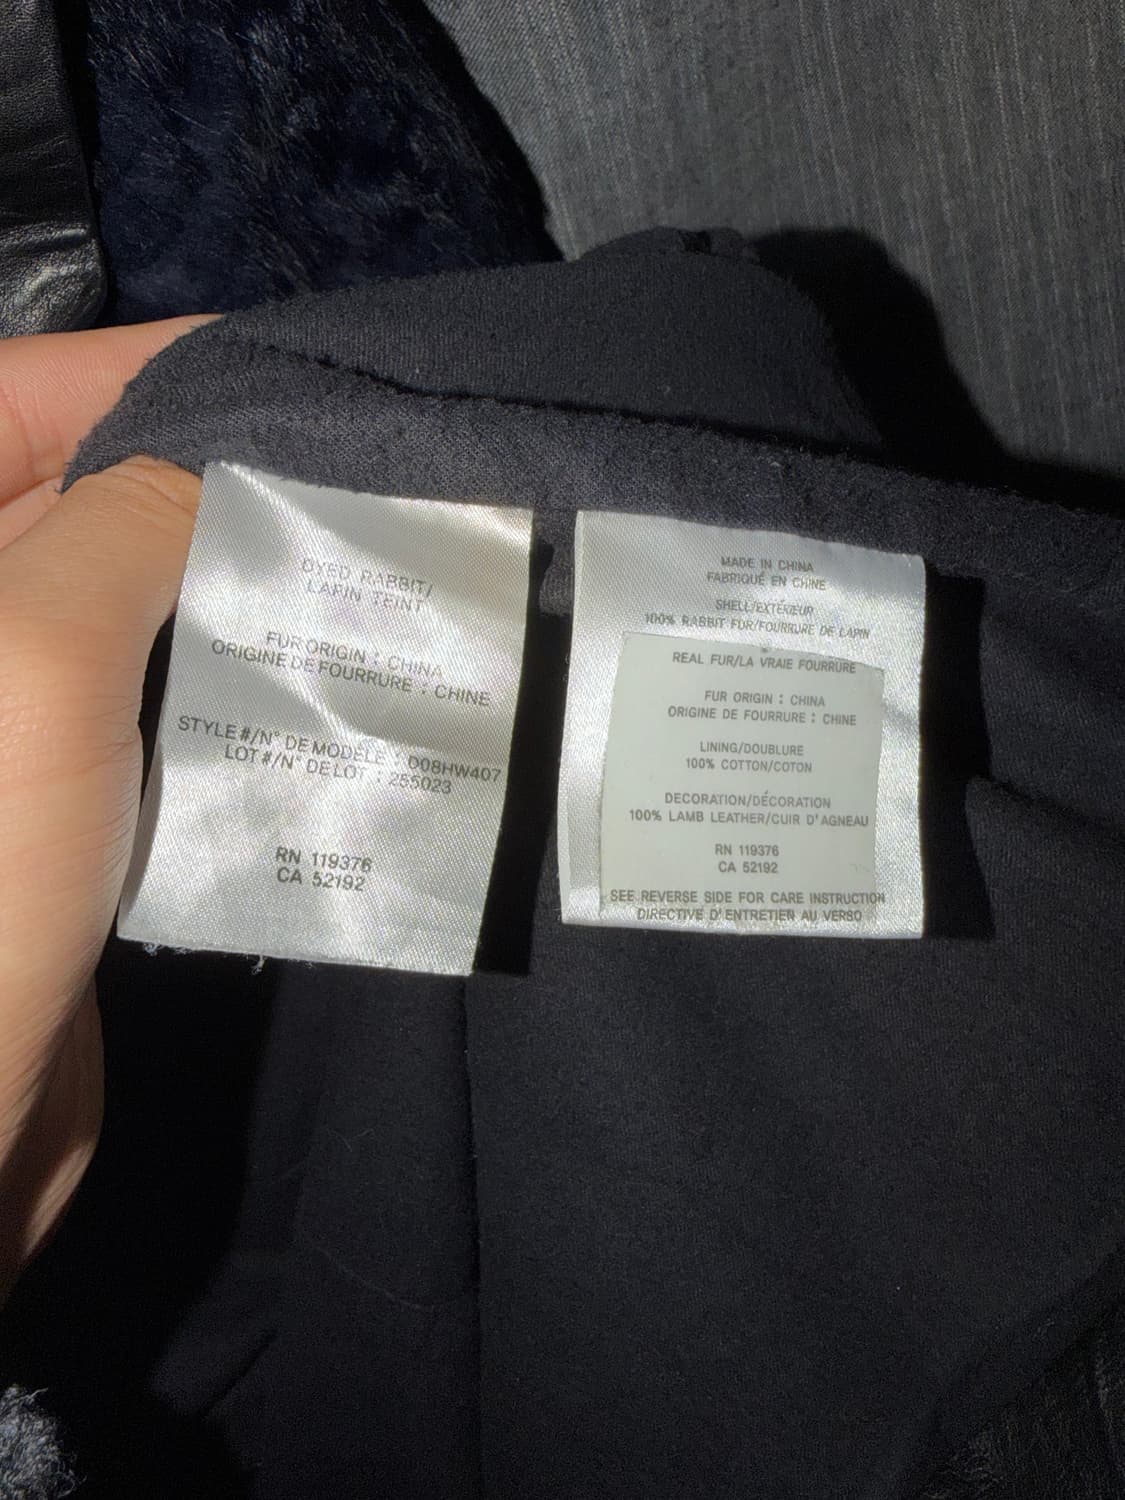 DYED RABBIT/
LAPIN TEINT
FUR ORIGIN : CHINA
ORIGINE DE FOURRURE : CHINE
STYLE#/N° DE MODÈLE : D08HW407
LOT #/N° DE LOT : 255023
RN 119376
CA 52192
MADE IN CHINA
FABRIQUÉ EN CHINE
SHELL/EXTÉRIEUR
100% RABBIT FUR/FOURRURE DE LAPIN
REAL FUR/LA VRAIE FOURRURE
FUR ORIGIN : CHINA
ORIGINE DE FOURRURE : CHINE
LINING/DOUBLURE
100% COTTON/COTON
DECORATION/DÉCORATION
100% LAMB LEATHER/CUIR D'AGNEAU
RN 119376
CA 52192
SEE REVERSE SIDE FOR CARE INSTRUCTION
DIRECTIVE D'ENTRETIEN AU VERSO